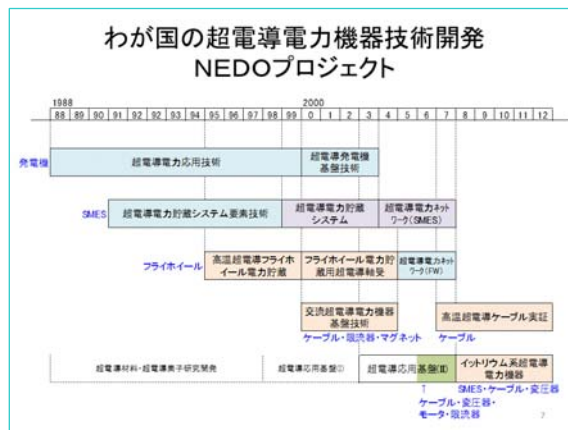 わが国の超電導電力機器技術開発
NEDOプロジェクト
1988
2000
88 89 90 91 92 92 93 94 95 96 97 98 99 0 1 2 3 4 5 6 7 8 9 10 11 12
発電機
超電導電力応用技術
超電導発電機
基盤技術
SMES
超電導電力貯蔵システム要素技術
超電導電力貯蔵
システム
超電導電力ネット
ワーク(SMES)
フライホイール
高温超電導フライホ
イール電力貯蔵
フライホイール電力貯
蔵用超電導軸受
超電導電力ネット
ワーク(FW)
交流超電導電力機器
基盤技術
高温超電導ケーブル実証
ケーブル・限流器・マグネット
ケーブル
超電導材料・超電導素子研究開発
超電導応用基盤(Ⅰ)
超電導応用基盤(Ⅱ)
イットリウム系超電導
電力機器
↑
SMES・ケーブル・変圧器
ケーブル・変圧器・
モータ・限流器
7